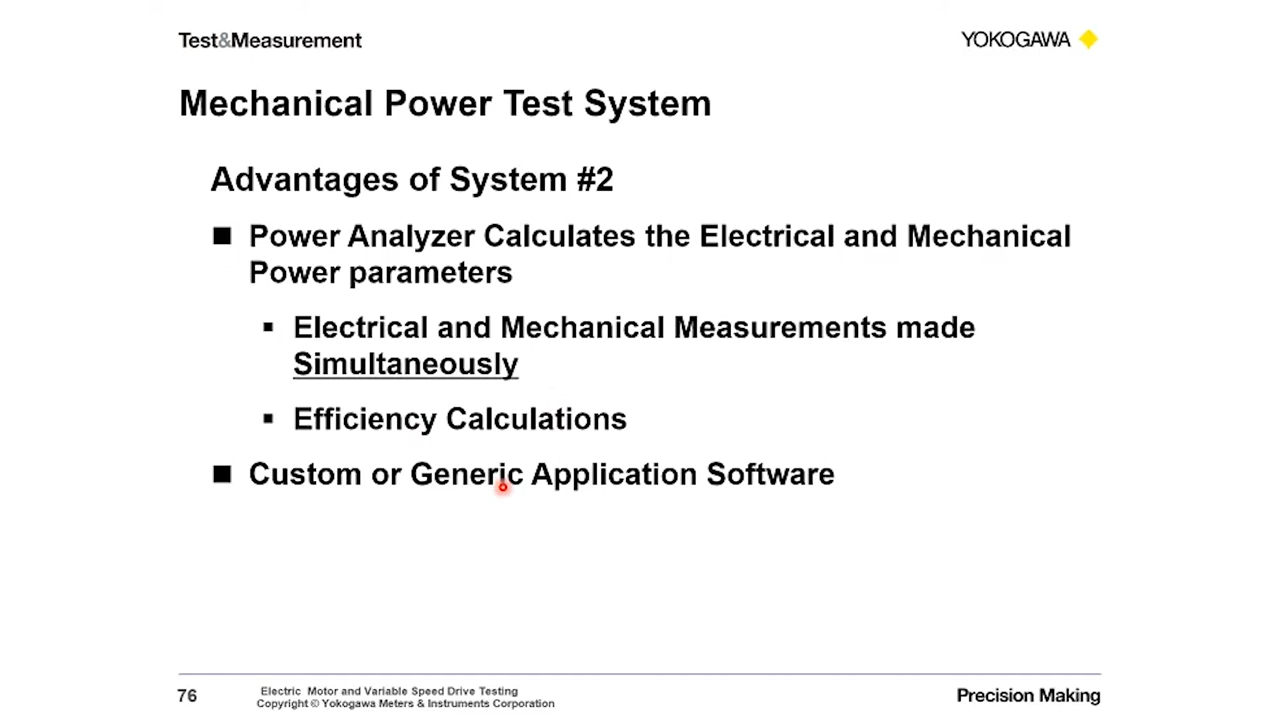 Test&Measurement
YOKOGAWA
Mechanical Power Test System
Advantages of System #2
■ Power Analyzer Calculates the Electrical and Mechanical
Power parameters
▪ Electrical and Mechanical Measurements made
Simultaneously
▪ Efficiency Calculations
■ Custom or Generic Application Software
76
Electric Motor and Variable Speed Drive Testing
Copyright © Yokogawa Meters & Instruments Corporation
Precision Making